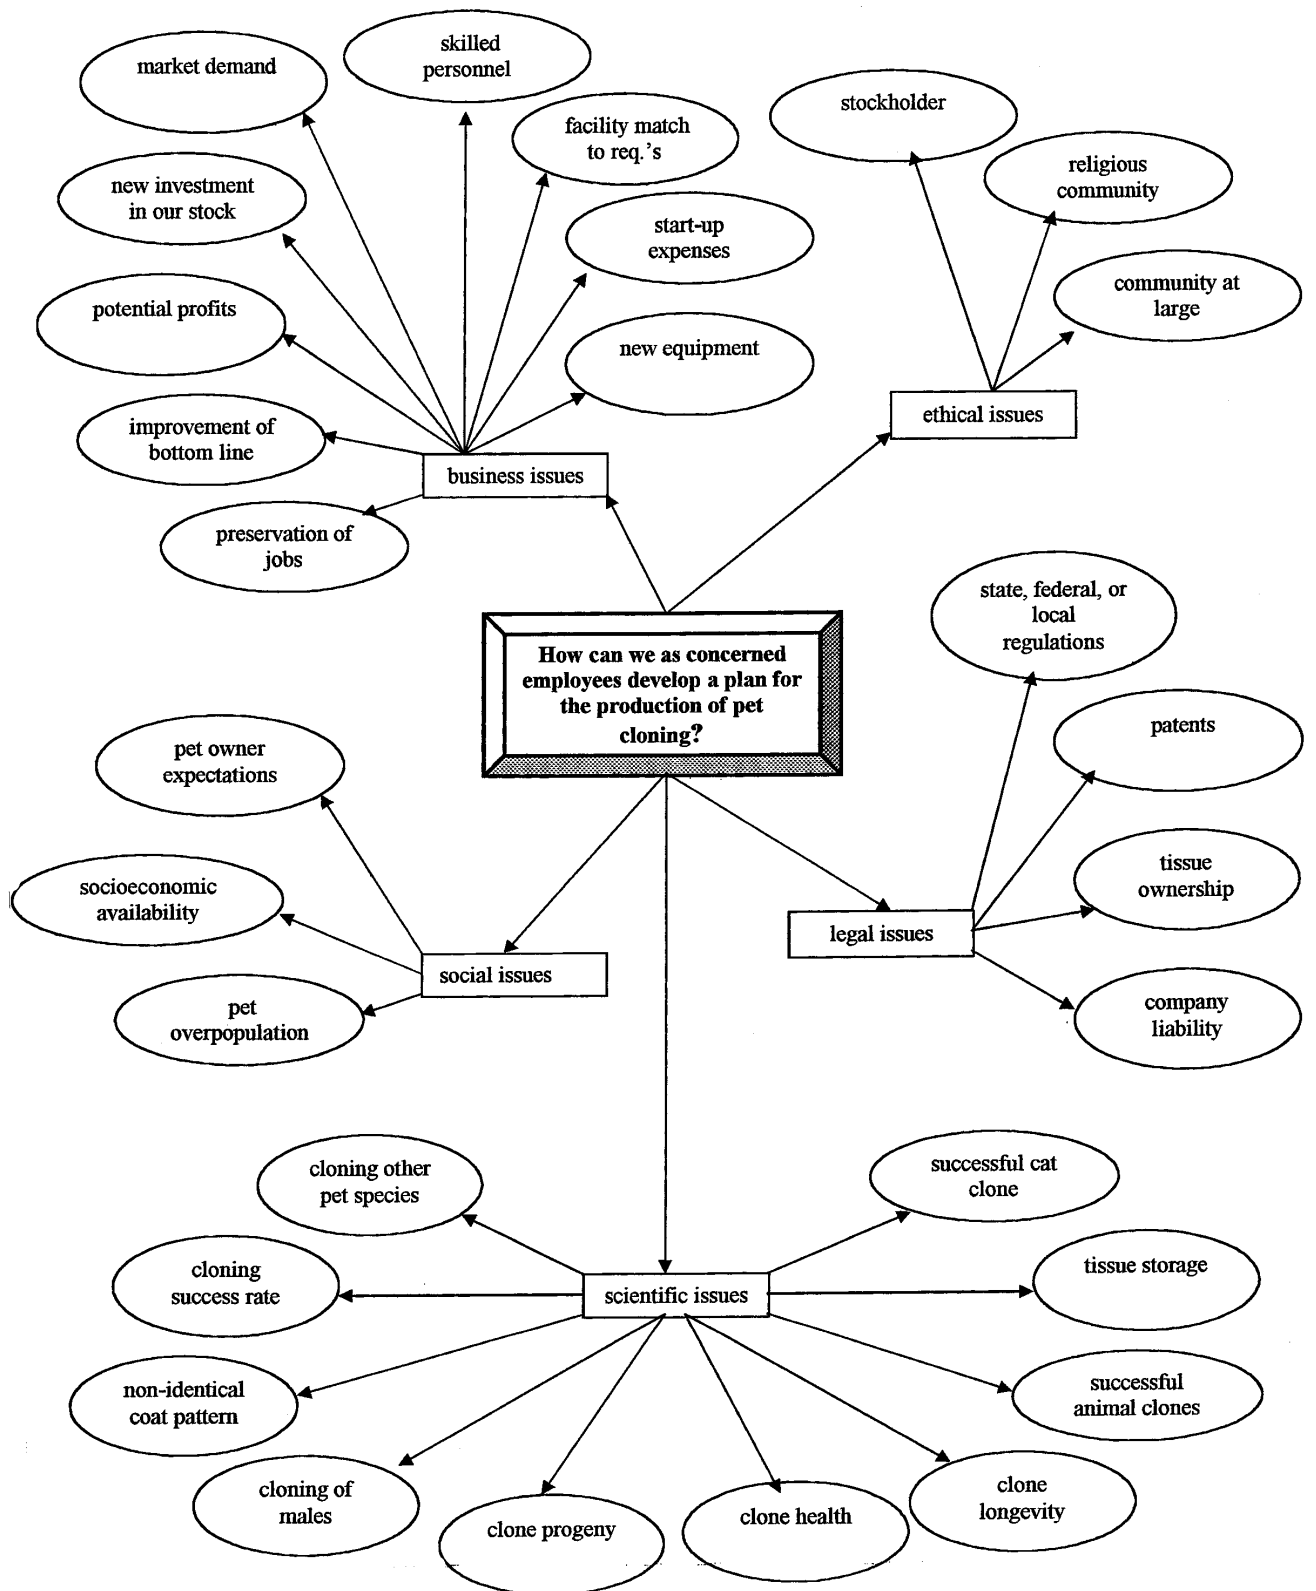 market demand
skilled
personnel
facility match
to req.'s
new investment
in our stock
start-up
expenses
potential profits
new equipment
improvement of
bottom line
business issues
preservation of
jobs
stockholder
religious
community
community at
large
ethical issues
How can we as concerned
employees develop a plan for
the production of pet
cloning?
state, federal, or
local
regulations
patents
tissue
ownership
legal issues
company
liability
pet owner
expectations
socioeconomic
availability
social issues
pet
overpopulation
cloning other
pet species
successful cat
clone
cloning
success rate
scientific issues
tissue storage
non-identical
coat pattern
successful
animal clones
cloning of
males
clone progeny
clone health
clone
longevity